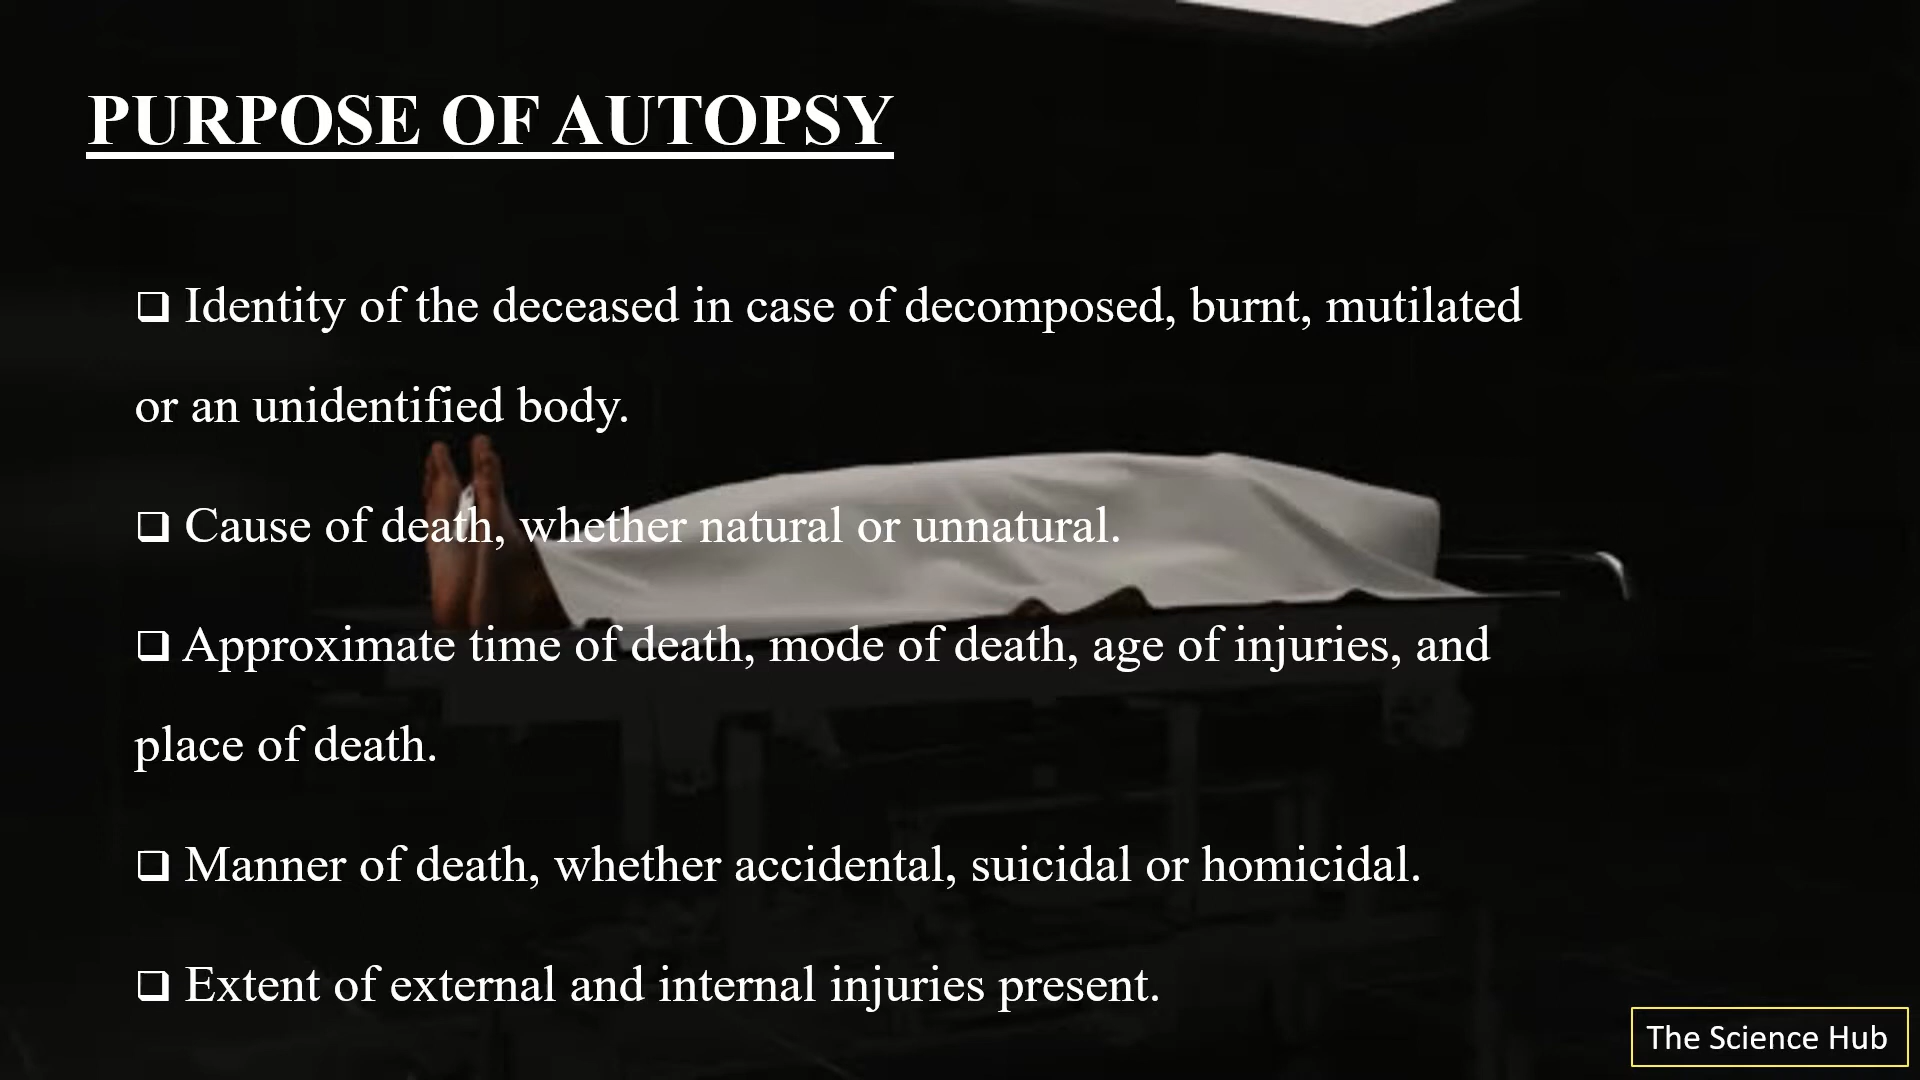 PURPOSE OF AUTOPSY
❑ Identity of the deceased in case of decomposed, burnt, mutilated
or an unidentified body.
❑ Cause of death, whether natural or unnatural.
❑ Approximate time of death, mode of death, age of injuries, and
place of death.
❑ Manner of death, whether accidental, suicidal or homicidal.
❑ Extent of external and internal injuries present.
The Science Hub